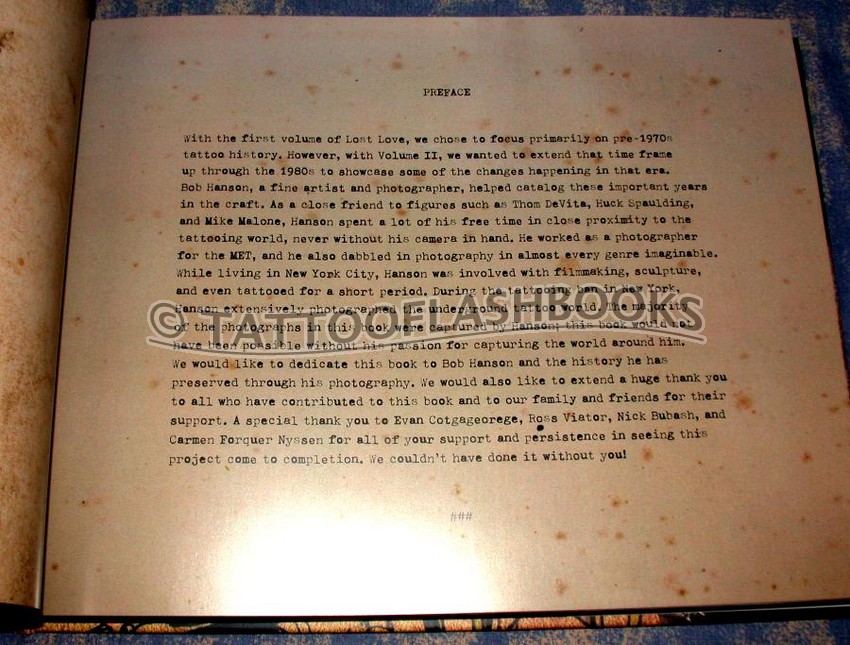 PREFACE
With the first volume of Lost Love, we chose to focus primarily on pre-1970s
tattoo history. However, with Volume II, we wanted to extend that time frame
up through the 1980s to showcase some of the changes happening in that era.
Bob Hanson, a fine artist and photographer, helped catalog these important years
in the craft. As a close friend to figures such as Thom DeVita, Huck Spaulding,
and Mike Malone, Hanson spent a lot of his free time in close proximity to the
tattooing world, never without his camera in hand. He worked as a photographer
for the MET, and he also dabbled in photography in almost every genre imaginable.
While living in New York City, Hanson was involved with filmmaking, sculpture,
and even tattooed for a short period. During the tattooing ban in New York,
Hanson extensively photographed the underground tattoo world. The majority
© TATTOOFLASHBOOKS
of the photographs in this book were captured by Hanson; this book would not
have been possible without his passion for capturing the world around him.
We would like to dedicate this book to Bob Hanson and the history he has
preserved through his photography. We would also like to extend a huge thank you
to all who have contributed to this book and to our family and friends for their
support. A special thank you to Evan Cotgageorege, Ross Viator, Nick Bubash, and
Carmen Forquer Nyssen for all of your support and persistence in seeing this
project come to completion. We couldn't have done it without you!
###